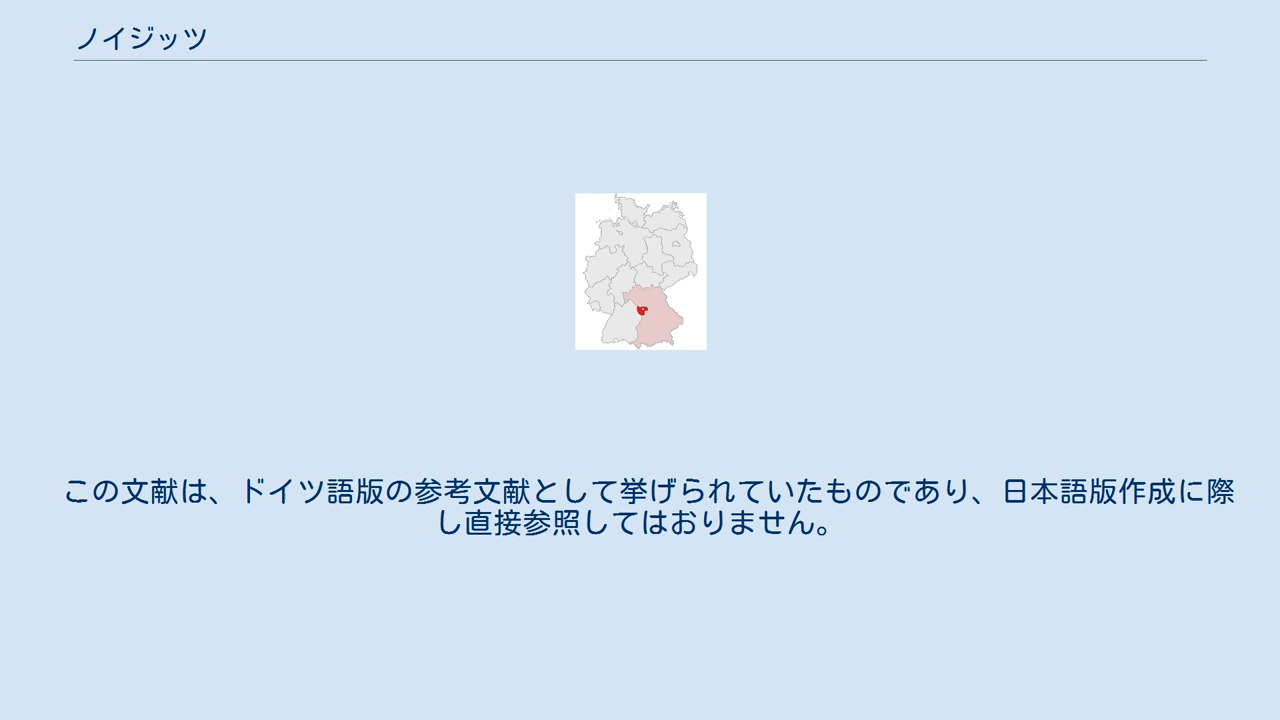 ノイジッツ
この文献は、ドイツ語版の参考文献として挙げられていたものであり、日本語版作成に際
し直接参照してはおりません。